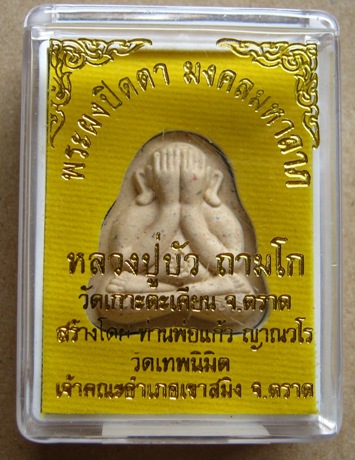 พระผงปิดตา มงคลมหาลาภ
หลวงปู่บัว ถามโก
วัดเกาะตะเคียน จ.ตราด
สร้างโดย ท่านพ่อแก้ว ญาณวโร
วัดเทพนิมิต
เจ้าคณะอำเภอเขาสมิง จ.ตราด